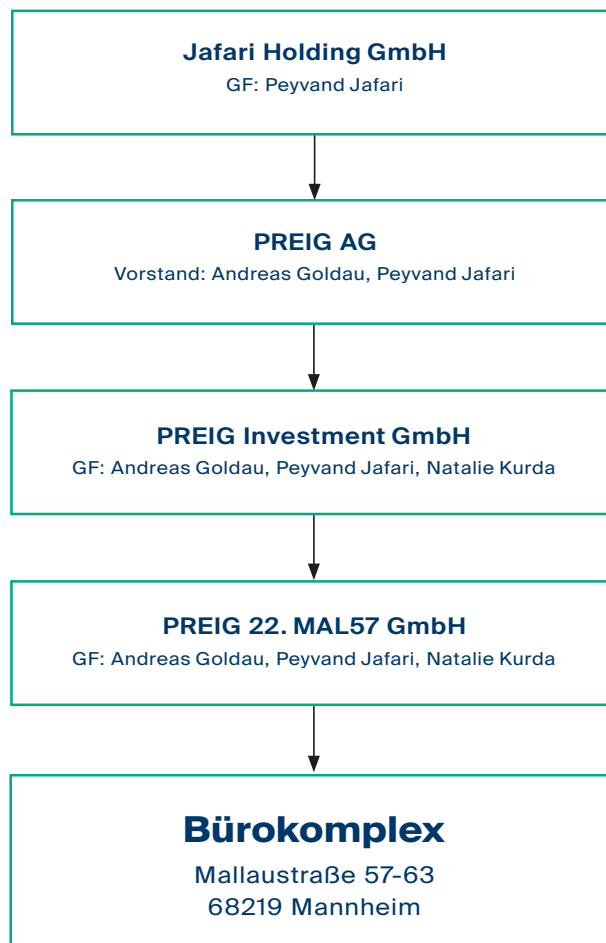 Jafari Holding GmbH
GF: Peyvand Jafari
PREIG AG
Vorstand: Andreas Goldau, Peyvand Jafari
PREIG Investment GmbH
GF: Andreas Goldau, Peyvand Jafari, Natalie Kurda
PREIG 22. MAL57 GmbH
GF: Andreas Goldau, Peyvand Jafari, Natalie Kurda
Bürokomplex
Mallaustraße 57-63
68219 Mannheim